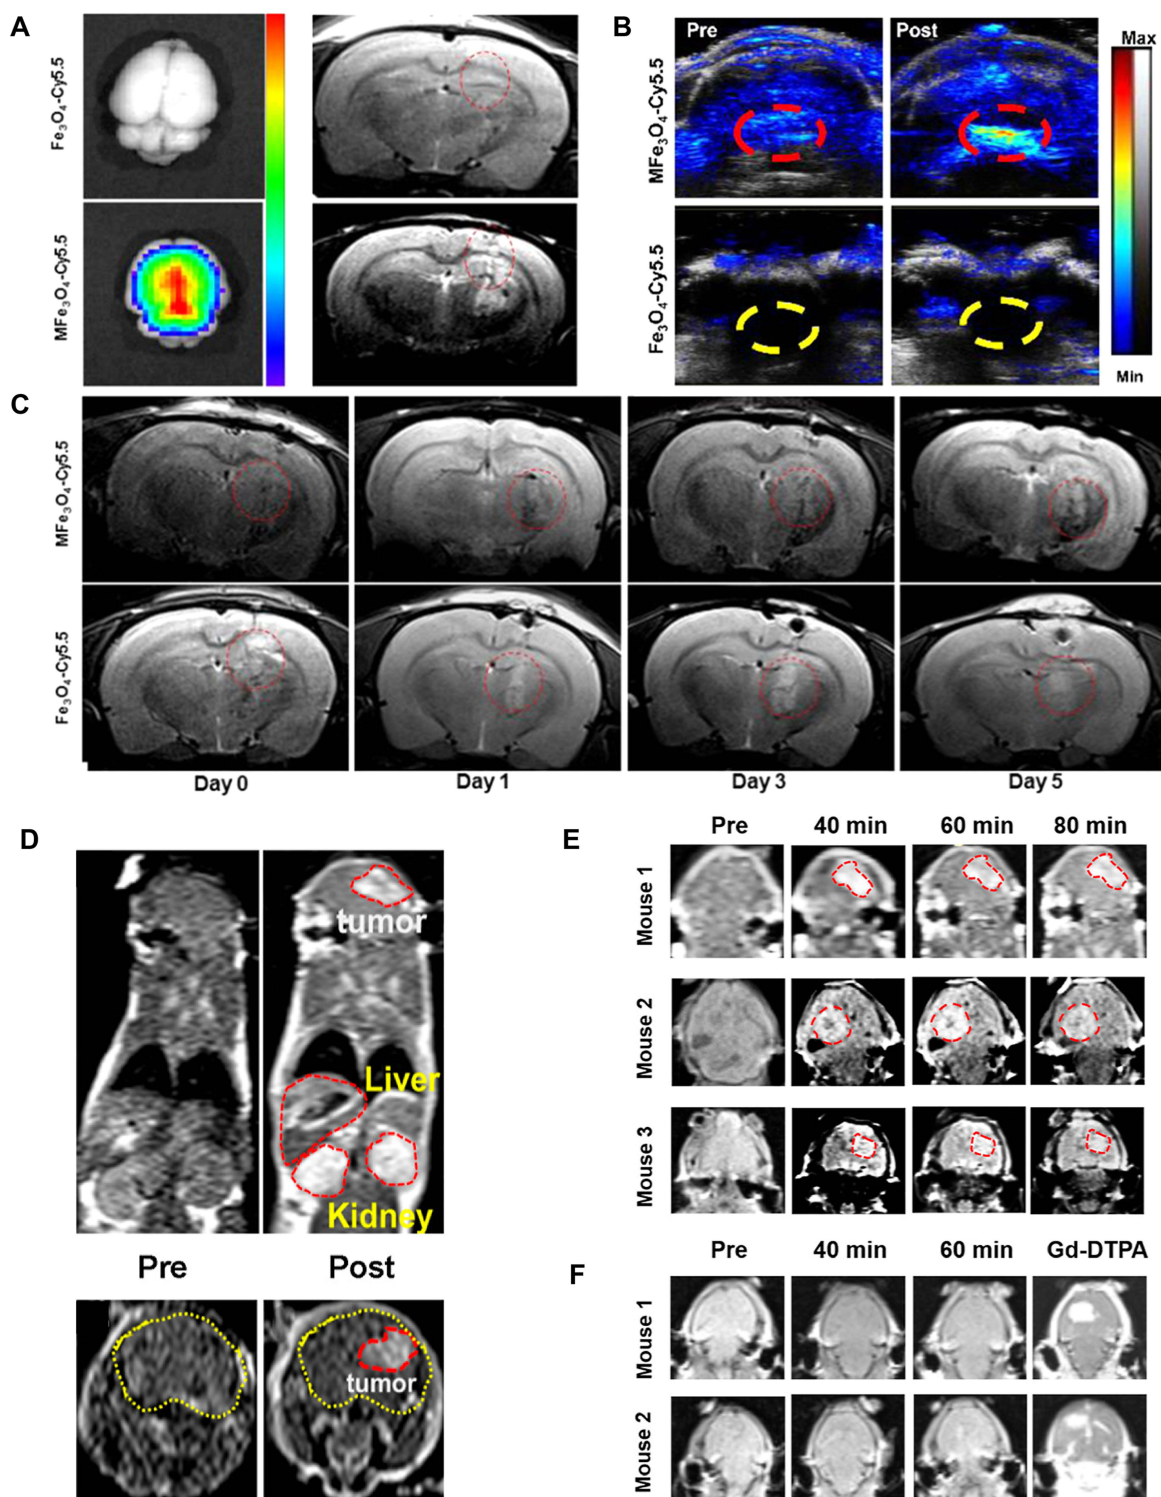 A
Fe3O4-Cy5.5
MFe3O4-Cy5.5
B
Pre
Post
Max
MFe3O4-Cy5.5
Fe3O4-Cy5.5
Min
C
MFe3O4-Cy5.5
Fe3O4-Cy5.5
Day 0
Day 1
Day 3
Day 5
D
tumor
Liver
Kidney
Pre
Post
tumor
E
Pre
40 min
60 min
80 min
Mouse 1
Mouse 2
Mouse 3
F
Pre
40 min
60 min
Gd-DTPA
Mouse 1
Mouse 2